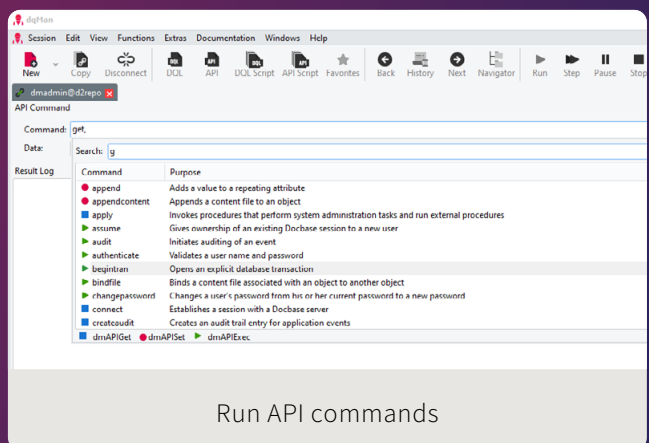 dqMan
Session Edit View Functions Extras Documentation Windows Help
New Copy Disconnect DQL API DQL Script API Script Favorites Back History Next Navigator Run Step Pause Stop
dmadmin@d2repo
API Command
Command: get,
Data:
Search: g
Result Log
Command Purpose
append Adds a value to a repeating attribute
appendcontent Appends a content file to an object
apply Invokes procedures that perform system administration tasks and run external procedures
assume Gives ownership of an existing Docbase session to a new user
audit Initiates auditing of an event
authenticate Validates a user name and password
begintran Opens an explicit database transaction
bindfile Binds a content file associated with an object to another object
changepassword Changes a user's password from his or her current password to a new password
connect Establishes a session with a Docbase server
createaudit Creates an audit trail entry for application events
dmAPIGet dmAPISet dmAPIExec
Run API commands